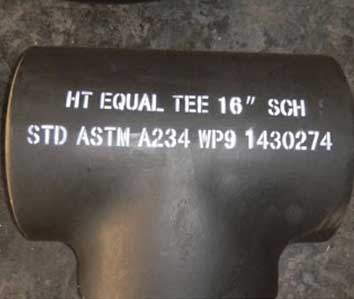 HT EQUAL TEE 16" SCH
STD ASTM A234 WP9 1430274